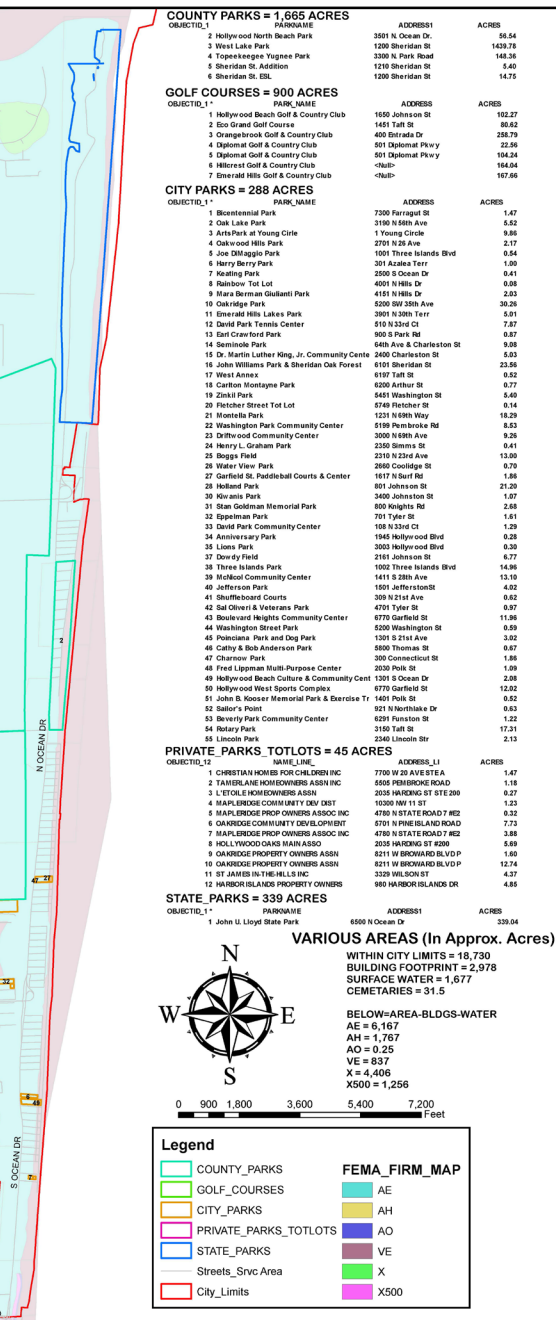 COUNTY PARKS = 1,665 ACRES
OBJECTID_1 PARKNAME ADDRESS1 ACRES
2 Hollywood North Beach Park 3501 N. Ocean Dr. 56.54
3 West Lake Park 1200 Sheridan St 1439.78
4 Topeekeegee Yugnee Park 3300 N. Park Road 148.36
5 Sheridan St. Addition 1210 Sheridan St 5.40
6 Sheridan St. ESL 1200 Sheridan St 14.75
GOLF COURSES = 900 ACRES
OBJECTID_1 * PARK_NAME ADDRESS ACRES
1 Hollywood Beach Golf & Country Club 1650 Johnson St 102.27
2 Eco Grand Golf Course 1451 Taft St 80.62
3 Orangebrook Golf & Country Club 400 Entrada Dr 258.79
4 Diplomat Golf & Country Club 501 Diplomat Pkwy 22.56
5 Diplomat Golf & Country Club 501 Diplomat Pkwy 104.24
6 Hillcrest Golf & Country Club <Null> 164.04
7 Emerald Hills Golf & Country Club <Null> 167.66
CITY PARKS = 288 ACRES
OBJECTID_1 * PARK_NAME ADDRESS ACRES
1 Bicentennial Park 7300 Farragut St 1.47
2 Oak Lake Park 3190 N 56th Ave 5.52
3 ArtsPark at Young Cirle 1 Young Circle 9.86
4 Oakwood Hills Park 2701 N 26 Ave 2.17
5 Joe DiMaggio Park 1001 Three Islands Blvd 0.54
6 Harry Berry Park 301 Azalea Terr 1.00
7 Keating Park 2500 S Ocean Dr 0.41
8 Rainbow Tot Lot 4001 N Hills Dr 0.08
9 Mara Berman Giulianti Park 4151 N Hills Dr 2.03
10 Oakridge Park 5200 SW 35th Ave 30.26
11 Emerald Hills Lakes Park 3901 N 30th Terr 5.01
12 David Park Tennis Center 510 N 33rd Ct 7.87
13 Earl Crawford Park 900 S Park Rd 0.87
14 Seminole Park 64th Ave & Charleston St 9.08
15 Dr. Martin Luther King, Jr. Community Cente 2400 Charleston St 5.03
16 John Williams Park & Sheridan Oak Forest 6101 Sheridan St 23.56
17 West Annex 6197 Taft St 0.52
18 Carlton Montayne Park 6200 Arthur St 0.77
19 Zinkil Park 5451 Washington St 5.40
20 Fletcher Street Tot Lot 5749 Fletcher St 0.14
21 Montella Park 1231 N 69th Way 18.29
22 Washington Park Community Center 5199 Pembroke Rd 8.53
23 Driftwood Community Center 3000 N 69th Ave 9.26
24 Henry L. Graham Park 2350 Simms St 0.41
25 Boggs Field 2310 N 23rd Ave 13.00
26 Water View Park 2660 Coolidge St 0.70
27 Garfield St. Paddleball Courts & Center 1617 N Surf Rd 1.86
28 Holland Park 801 Johnson St 21.20
30 Kiwanis Park 3400 Johnston St 1.07
31 Stan Goldman Memorial Park 800 Knights Rd 2.68
32 Eppelman Park 701 Tyler St 1.61
33 David Park Community Center 108 N 33rd Ct 1.29
34 Anniversary Park 1945 Hollywood Blvd 0.28
35 Lions Park 3003 Hollywood Blvd 0.30
37 Dowdy Field 2161 Johnson St 6.77
38 Three Islands Park 1002 Three Islands Blvd 14.96
39 McNicol Community Center 1411 S 28th Ave 13.10
40 Jefferson Park 1501 Jefferson St 4.02
41 Shuffleboard Courts 309 N 21st Ave 0.62
42 Sal Oliveri & Veterans Park 4701 Tyler St 0.97
43 Boulevard Heights Community Center 6770 Garfield St 11.96
44 Washington Street Park 5200 Washington St 0.59
45 Poinciana Park and Dog Park 1301 S 21st Ave 3.02
46 Cathy & Bob Anderson Park 5800 Thomas St 0.67
47 Charnow Park 300 Connecticut St 1.86
48 Fred Lippman Multi-Purpose Center 2030 Polk St 1.09
49 Hollywood Beach Culture & Community Cent 1301 S Ocean Dr 2.08
50 Hollywood West Sports Complex 6770 Garfield St 12.02
51 John B. Kooser Memorial Park & Exercise Tr 1401 Polk St 0.52
52 Sailor's Point 921 N Northlake Dr 0.63
53 Beverly Park Community Center 6291 Funston St 1.22
54 Rotary Park 3150 Taft St 17.31
55 Lincoln Park 2340 Lincoln Str 2.13
PRIVATE_PARKS_TOTLOTS = 45 ACRES
OBJECTID_12 NAME_LINE_ ADDRESS_LI ACRES
1 CHRISTIAN HOMES FOR CHILDREN INC 7700 W 20 AVE STE A 1.47
2 TAMERLANE HOMEOWNERS ASSN INC 5505 PEMBROKE ROAD 1.18
3 L'ETOILE HOMEOWNERS ASSN 2035 HARDING ST STE 200 0.27
4 MAPLERIDGE COMMUNITY DEV DIST 10300 NW 11 ST 1.23
5 MAPLERIDGE PROP OWNERS ASSOC INC 4780 N STATE ROAD 7 #E2 0.32
6 OAKRIDGE COMMUNITY DEVELOPMENT 5701 N PINE ISLAND ROAD 7.73
7 MAPLERIDGE PROP OWNERS ASSOC INC 4780 N STATE ROAD 7 #E2 3.88
8 HOLLYWOOD OAKS MAIN ASSO 2035 HARDING ST #200 5.69
9 OAKRIDGE PROPERTY OWNERS ASSN 8211 W BROWARD BLVD P 1.60
10 OAKRIDGE PROPERTY OWNERS ASSN 8211 W BROWARD BLVD P 12.74
11 ST JAMES IN-THE-HILLS INC 3329 WILSON ST 4.37
12 HARBOR ISLANDS PROPERTY OWNERS 980 HARBOR ISLANDS DR 4.85
STATE_PARKS = 339 ACRES
OBJECTID_1 * PARKNAME ADDRESS1 ACRES
1 John U. Lloyd State Park 6500 N Ocean Dr 339.04
VARIOUS AREAS (In Approx. Acres)
WITHIN CITY LIMITS = 18,730
BUILDING FOOTPRINT = 2,978
SURFACE WATER = 1,677
CEMETARIES = 31.5
BELOW=AREA-BLDGS-WATER
AE = 6,167
AH = 1,767
AO = 0.25
VE = 837
X = 4,406
X500 = 1,256
N
W E
S
0 900 1,800 3,600 5,400 7,200
Feet
Legend
COUNTY_PARKS
GOLF_COURSES
CITY_PARKS
PRIVATE_PARKS_TOTLOTS
STATE_PARKS
Streets_Srvc Area
City_Limits
FEMA_FIRM_MAP
AE
AH
AO
VE
X
X500
2
N OCEAN DR
47 27
32
49
7
S OCEAN DR